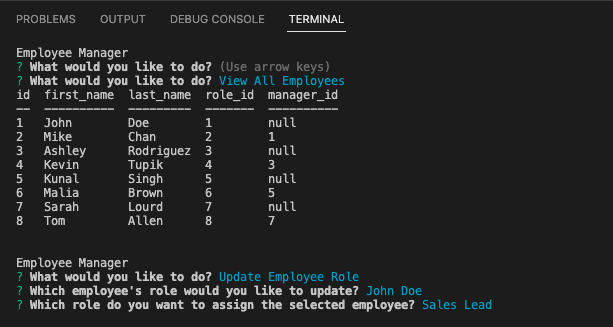 PROBLEMS OUTPUT DEBUG CONSOLE TERMINAL
Employee Manager
? What would you like to do? (Use arrow keys)
? What would you like to do? View All Employees
id first_name last_name role_id manager_id
-- ---------- --------- ------- ----------
1 John Doe 1 null
2 Mike Chan 2 1
3 Ashley Rodriguez 3 null
4 Kevin Tupik 4 3
5 Kunal Singh 5 null
6 Malia Brown 6 5
7 Sarah Lourd 7 null
8 Tom Allen 8 7
Employee Manager
? What would you like to do? Update Employee Role
? Which employee's role would you like to update? John Doe
? Which role do you want to assign the selected employee? Sales Lead